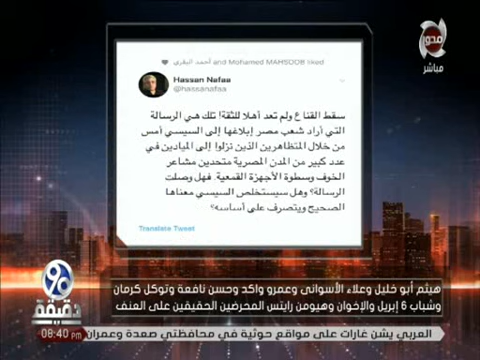 محور
مباشر
أحمد البقري and Mohamed MAHSOOB liked
Hassan Nafaa
@hassanafaa
سقط القناع ولم تعد أهلا للثقة! تلك هي الرسالة
التي أراد شعب مصر إبلاغها إلى السيسي أمس
من خلال المتظاهرين الذين نزلوا إلى الميادين في
عدد كبير من المدن المصرية متحدين مشاعر
الخوف وسطوة الأجهزة القمعية. فهل وصلت
الرسالة؟ وهل سيستخلص السيسي معناها
الصحيح ويتصرف على أساسه؟
Translate Tweet
هيثم أبو خليل وعلاء الأسوانى وعمرو واكد وحسن نافعة وتوكل كرمان
وشباب 6 إبريل والإخوان وهيومن رايتس المحرضين الحقيقين على العنف
90
دقيقة
08:40 PM
العربي يشن غارات على مواقع حوثية في محافظتي صعدة وعمران